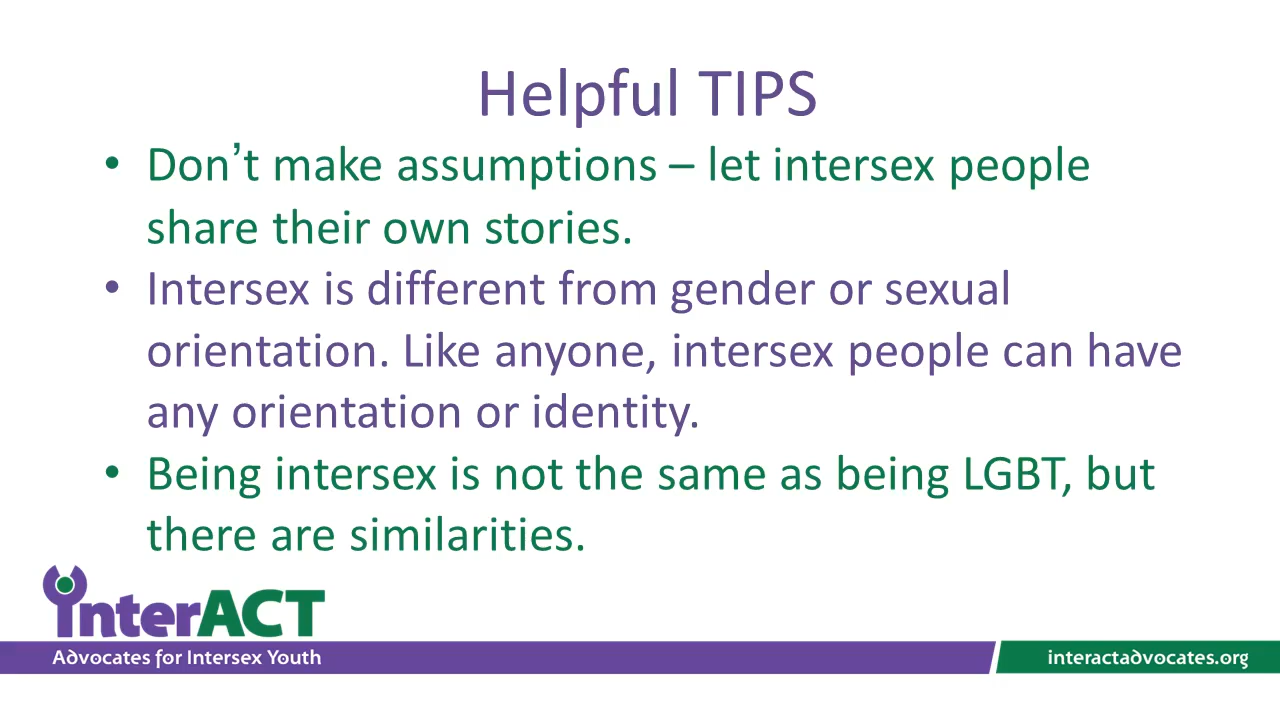 Helpful TIPS
• Don’t make assumptions – let intersex people
share their own stories.
• Intersex is different from gender or sexual
orientation. Like anyone, intersex people can have
any orientation or identity.
• Being intersex is not the same as being LGBT, but
there are similarities.
interACT
Advocates for Intersex Youth
interactadvocates.org